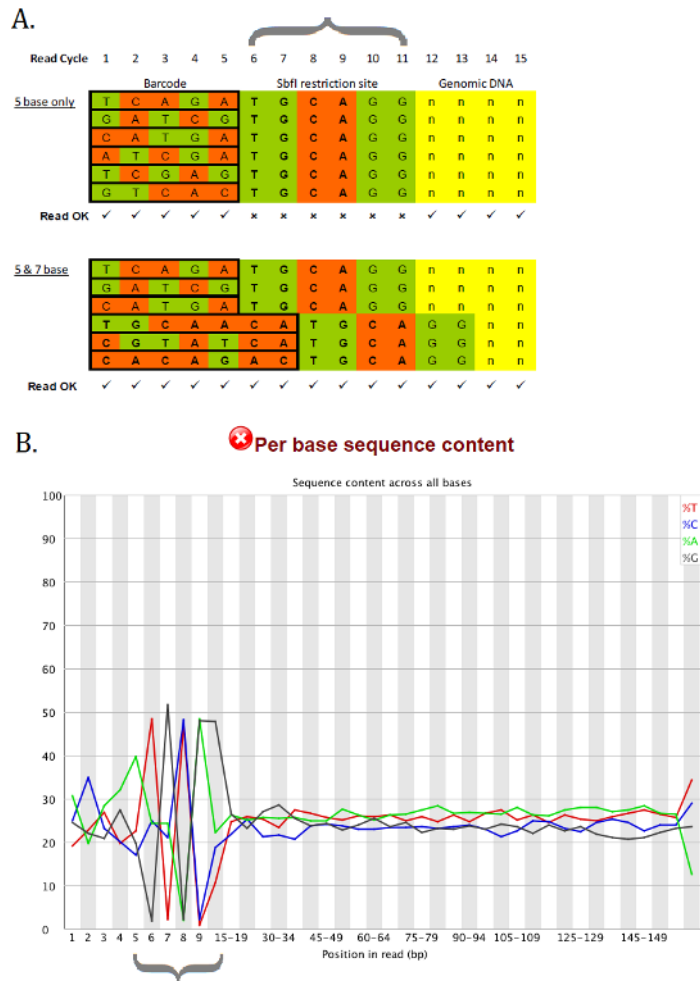 A.
Read Cycle 1 2 3 4 5 6 7 8 9 10 11 12 13 14 15
Barcode SbfI restriction site Genomic DNA
5 base only T C A G A T G C A G G n n n n
G A T C G T G C A G G n n n n
C A T G A T G C A G G n n n n
A T C G A T G C A G G n n n n
T C G A G T G C A G G n n n n
G T C A C T G C A G G n n n n
Read OK ✓ ✓ ✓ ✓ ✓ × × × × × × ✓ ✓ ✓ ✓
5 & 7 base T C A G A T G C A G G n n n n
G A T C G T G C A G G n n n n
C A T G A T G C A G G n n n n
T G C A A C A T G C A G G n n
C G T A T C A T G C A G G n n
C A C A G A C T G C A G G n n
Read OK ✓ ✓ ✓ ✓ ✓ ✓ ✓ ✓ ✓ ✓ ✓ ✓ ✓ ✓ ✓
B.
Per base sequence content
Sequence content across all bases
100
%T
%C
90
%A
%G
80
70
60
50
40
30
20
10
0
1 2 3 4 5 6 7 8 9 15-19 30-34 45-49 60-64 75-79 90-94 105-109 125-129 145-149
Position in read (bp)